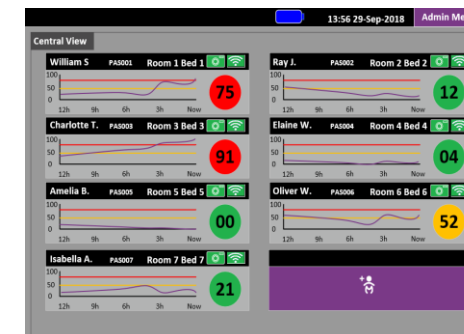 13:56 29-Sep-2018 Admin Me
Central View
William S PAS001 Room 1 Bed 1
100
50
0
12h 9h 6h 3h Now
75
Ray J. PAS002 Room 2 Bed 2
100
50
0
12h 9h 6h 3h Now
12
Charlotte T. PAS003 Room 3 Bed 3
100
50
0
12h 9h 6h 3h Now
91
Elaine W. PAS004 Room 4 Bed 4
100
50
0
12h 9h 6h 3h Now
04
Amelia B. PAS005 Room 5 Bed 5
100
50
0
12h 9h 6h 3h Now
00
Oliver W. PAS006 Room 6 Bed 6
100
50
0
12h 9h 6h 3h Now
52
Isabella A. PAS007 Room 7 Bed 7
100
50
0
12h 9h 6h 3h Now
21